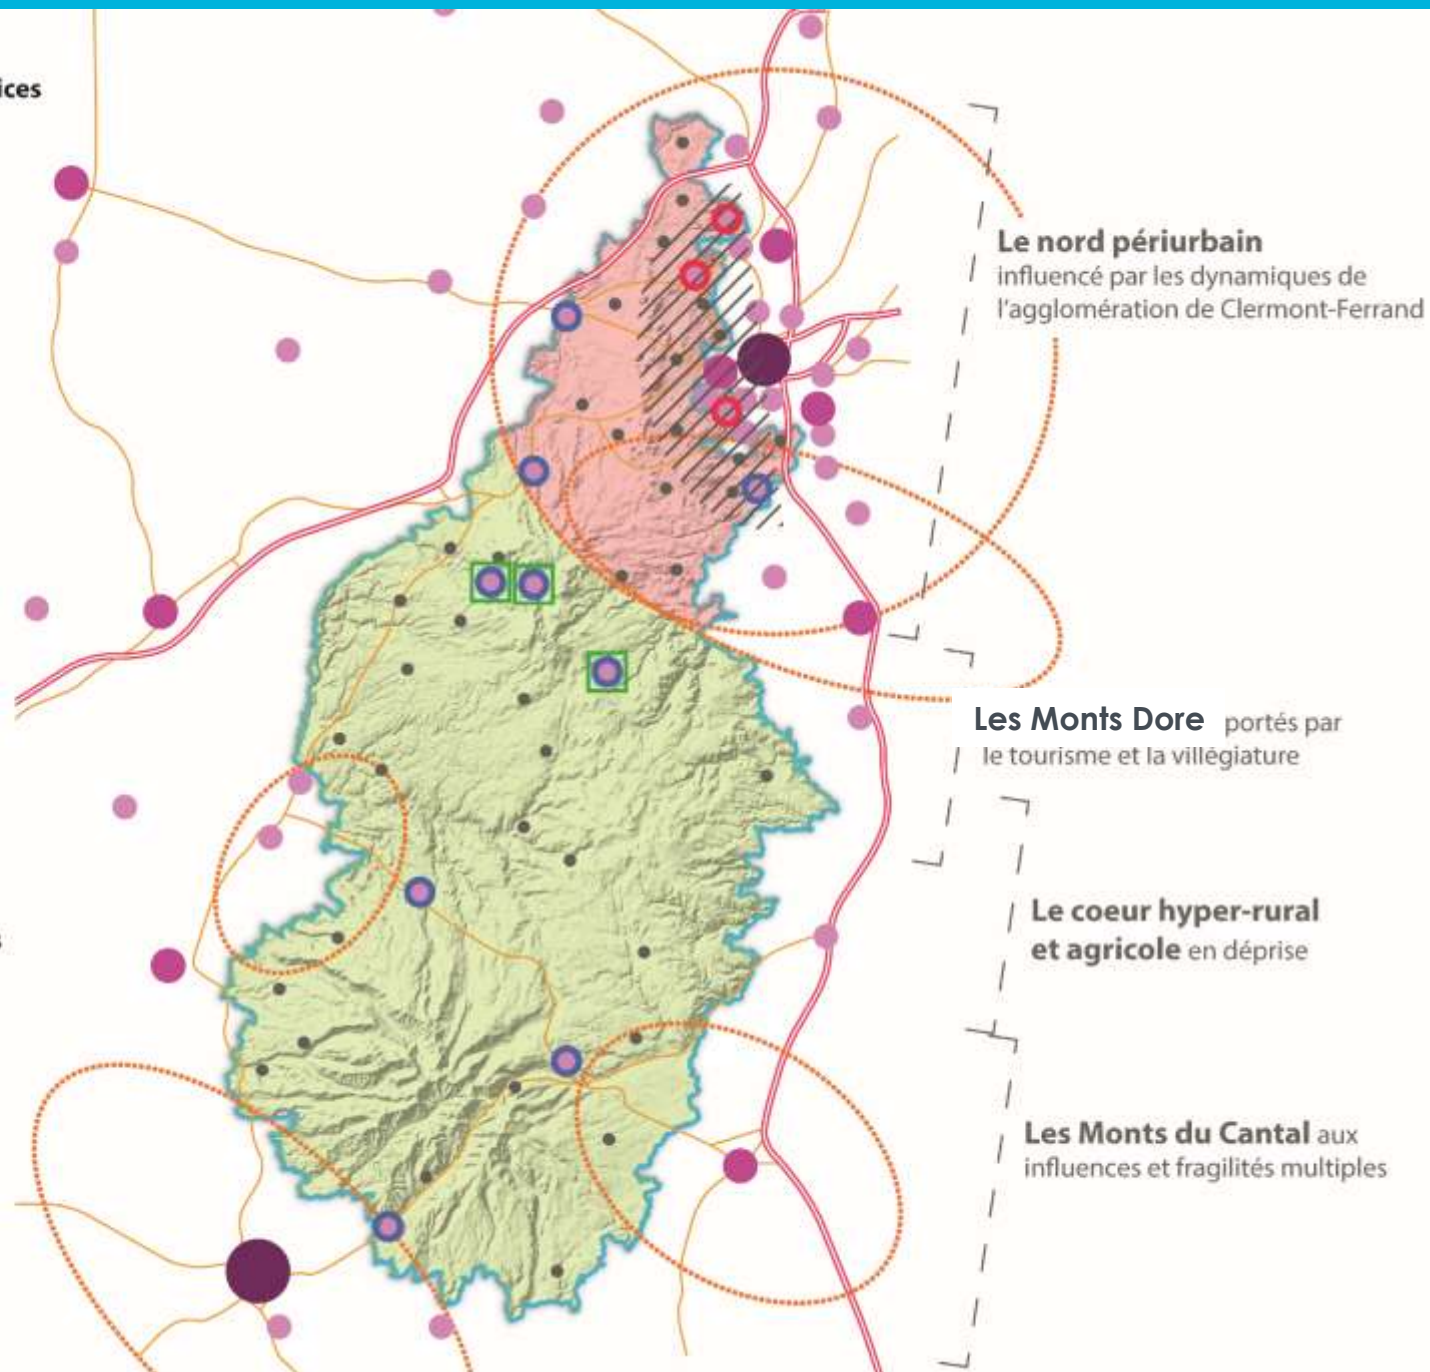 ices
Le nord périurbain
influencé par les dynamiques de
l'agglomération de Clermont-Ferrand
Les Monts Dore portés par
le tourisme et la villégiature
Le coeur hyper-rural
et agricole en déprise
s
Les Monts du Cantal aux
influences et fragilités multiples